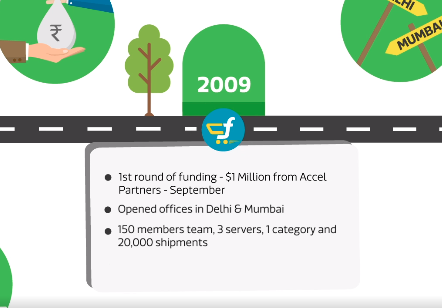 ₹
LHI
MUMBAI
2009
f
1st round of funding - $1 Million from Accel
Partners - September
Opened offices in Delhi & Mumbai
150 members team, 3 servers, 1 category and
20,000 shipments